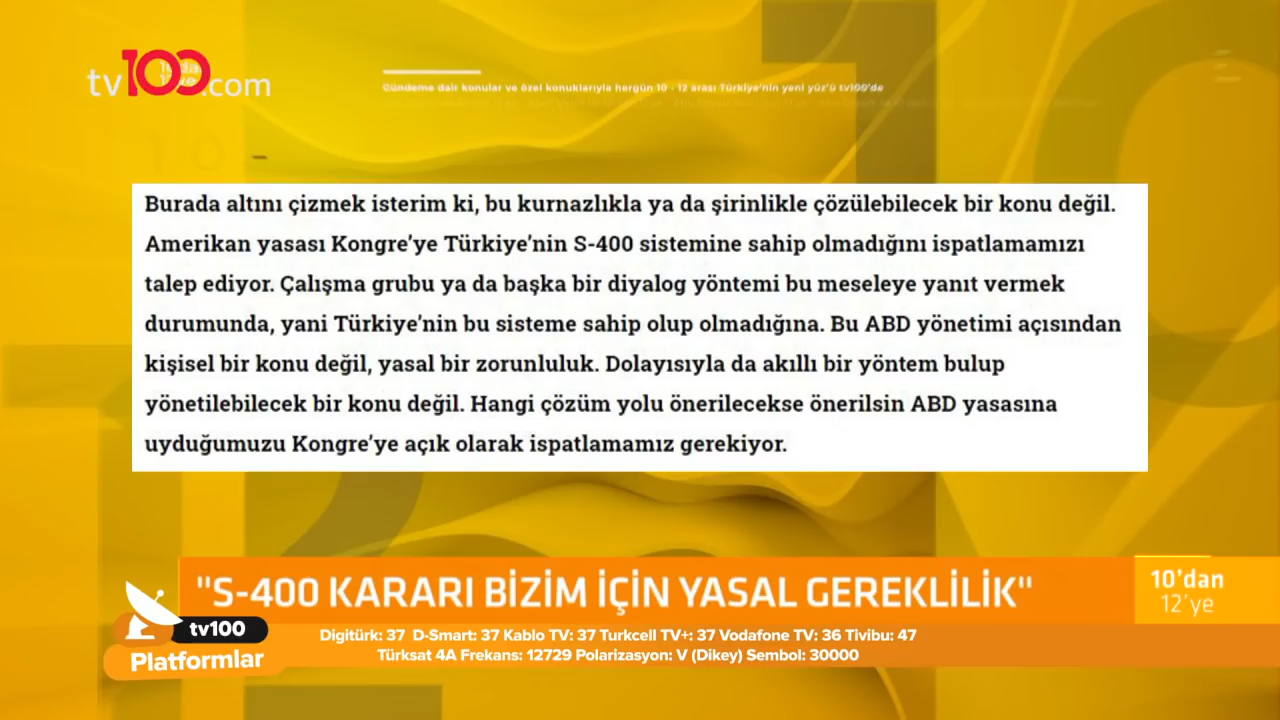 tv100.com
Gündeme dair konular ve özel konuklarıyla hergün 10 - 12 arası Türkiye'nin yeni yüz'ü tv100'de
10 -
Burada altını çizmek isterim ki, bu kurnazlıkla ya da şirinlikle çözülebilecek bir konu değil.
Amerikan yasası Kongre'ye Türkiye'nin S-400 sistemine sahip olmadığını ispatlamamızı
talep ediyor. Çalışma grubu ya da başka bir diyalog yöntemi bu meseleye yanıt vermek
durumunda, yani Türkiye'nin bu sisteme sahip olup olmadığına. Bu ABD yönetimi açısından
kişisel bir konu değil, yasal bir zorunluluk. Dolayısıyla da akıllı bir yöntem bulup
yönetilebilecek bir konu değil. Hangi çözüm yolu önerilecekse önerilsin ABD yasasına
uyduğumuzu Kongre'ye açık olarak ispatlamamız gerekiyor.
"S-400 KARARI BİZİM İÇİN YASAL GEREKLİLİK"
10'dan
12'ye
tv100
Platformlar
Digitürk: 37 D-Smart: 37 Kablo TV: 37 Turkcell TV+: 37 Vodafone TV: 36 Tivibu: 47
Türksat 4A Frekans: 12729 Polarizasyon: V (Dikey) Sembol: 30000